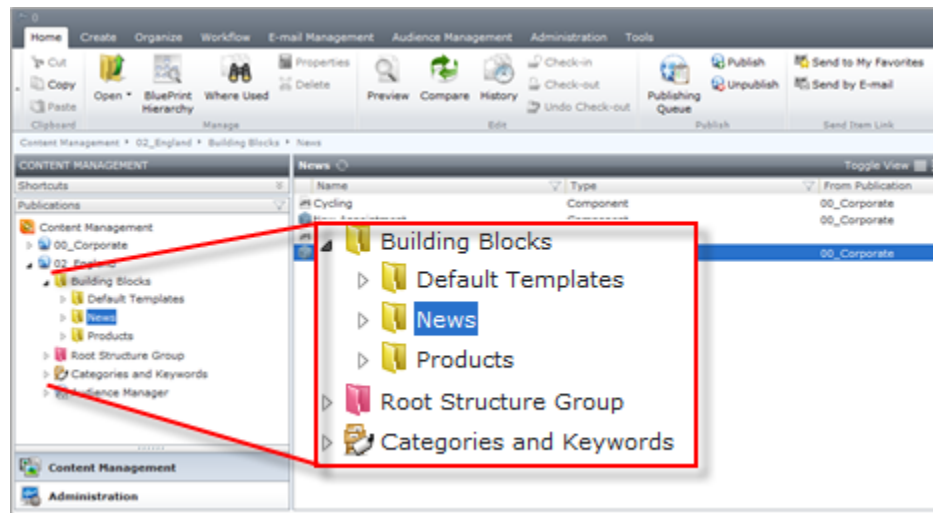 Home Create Organize Workflow E-mail Management Audience Management Administration Tools
Cut
Copy
Paste
Clipboard
Open
BluePrint Hierarchy
Where Used
Manage
Properties
Delete
Preview
Compare
History
Check-in
Check-out
Undo Check-out
Edit
Publishing Queue
Publish
Unpublish
Publish
Send to My Favorites
Send by E-mail
Send Item Link
Content Management 02_England Building Blocks News
CONTENT MANAGEMENT
Shortcuts
Publications
Content Management
00_Corporate
02_England
Building Blocks
Default Templates
News
Products
Root Structure Group
Categories and Keywords
Audience Manager
Content Management
Administration
News Toggle View
Name Type From Publication
Cycling Component 00_Corporate
New Appointment Component 00_Corporate
00_Corporate
Building Blocks
Default Templates
News
Products
Root Structure Group
Categories and Keywords